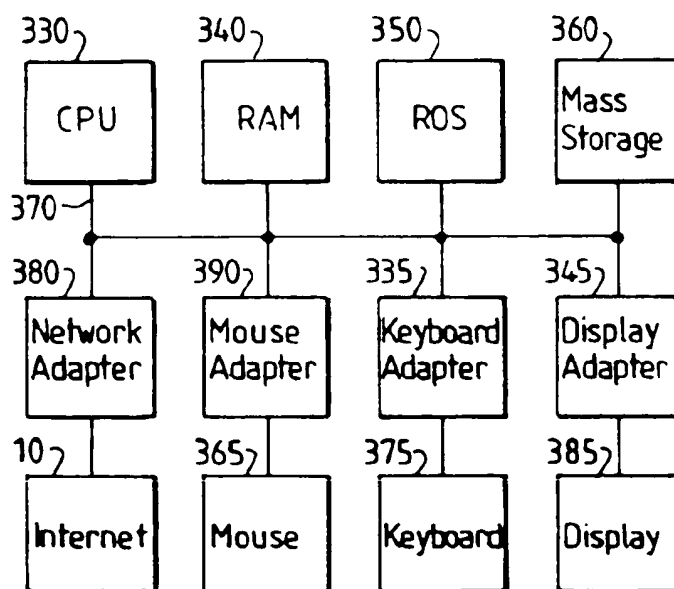 330 340 350 360
CPU RAM ROS Mass
Storage
370
380 390 335 345
Network Mouse Keyboard Display
Adapter Adapter Adapter Adapter
10 365 375 385
Internet Mouse Keyboard Display